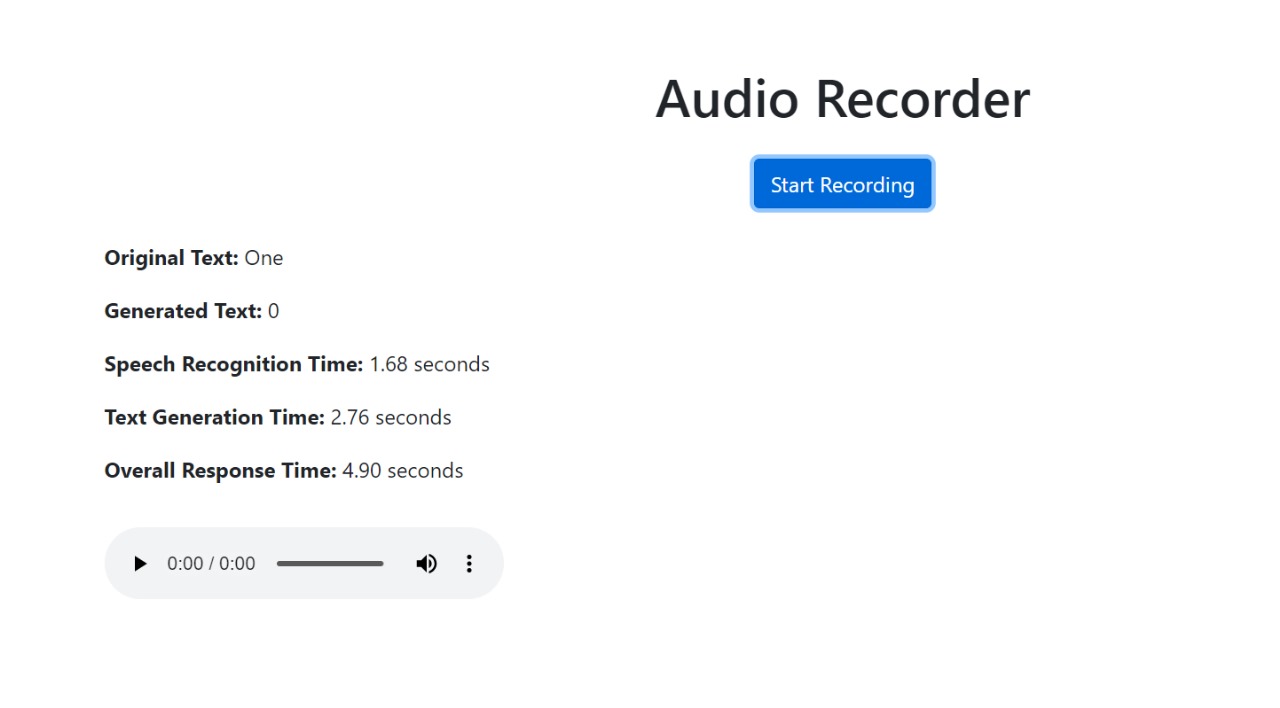 Audio Recorder
Start Recording
Original Text: One
Generated Text: 0
Speech Recognition Time: 1.68 seconds
Text Generation Time: 2.76 seconds
Overall Response Time: 4.90 seconds
0:00 / 0:00